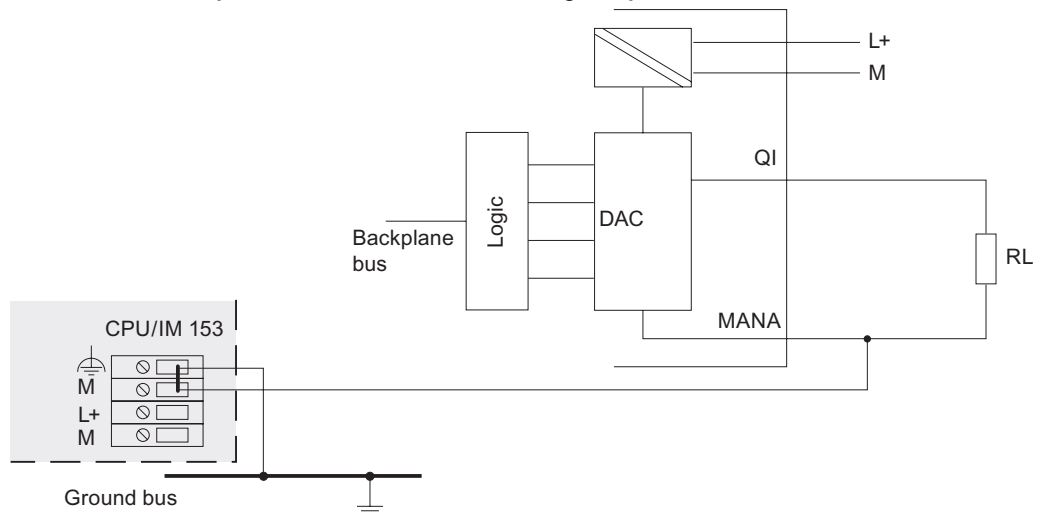 L+
M
QI
Logic
DAC
Backplane
bus
RL
MANA
CPU/IM 153
M
L+
M
Ground bus